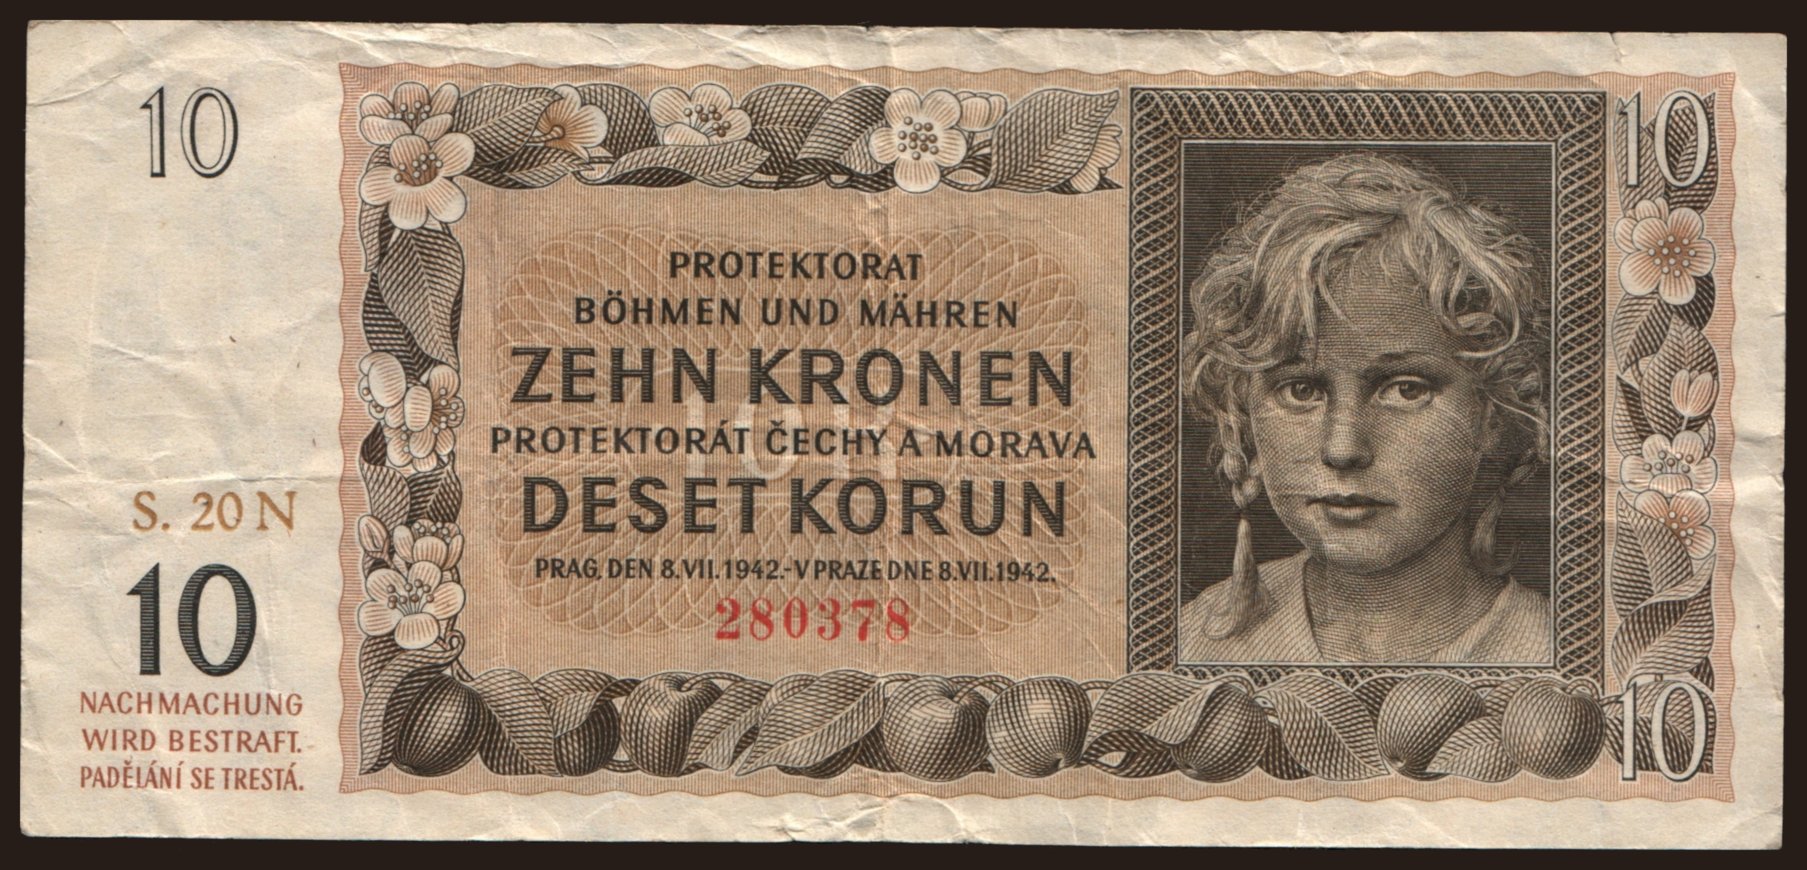 10
10
PROTEKTORAT
BÖHMEN UND MÄHREN
ZEHN KRONEN
PROTEKTORÁT ČECHY A MORAVA
DESET KORUN
PRAG, DEN 8.VII.1942.-V PRAZE DNE 8.VII.1942.
280378
S. 20 N
10
NACHMACHUNG
WIRD BESTRAFT.
PADĚLÁNÍ SE TRESTÁ.
10